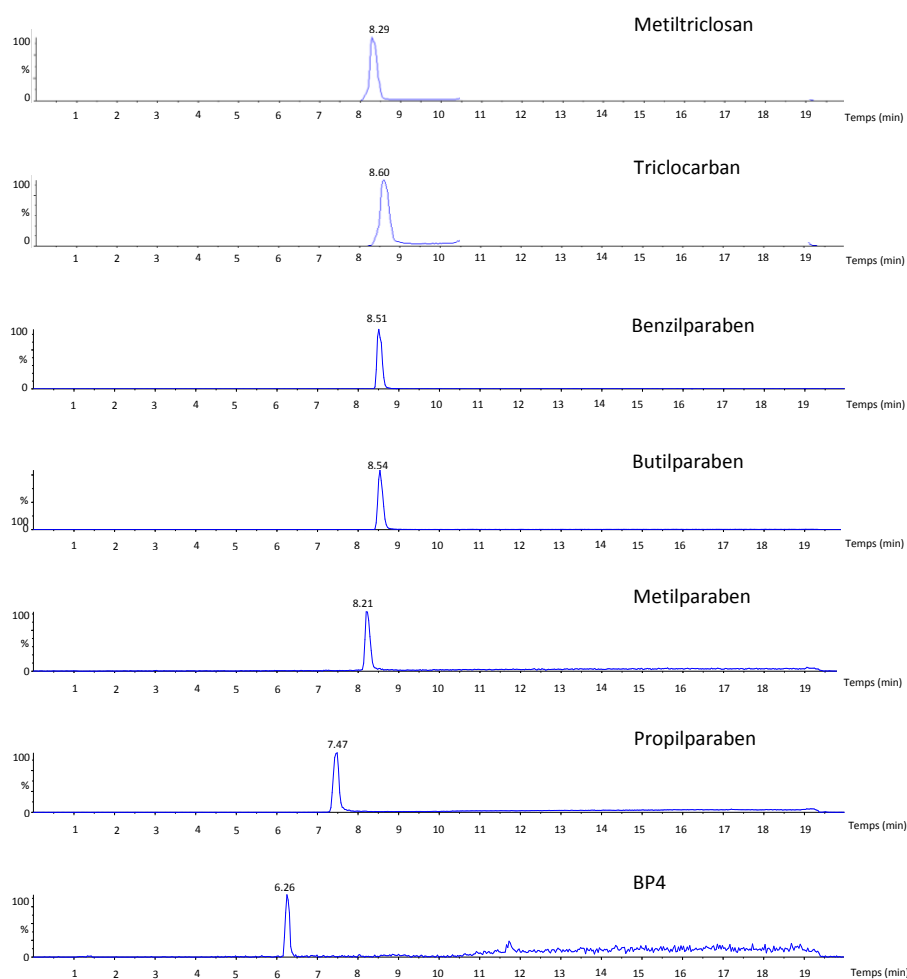 Metiltriclosan
8.29
100
%
0
1 2 3 4 5 6 7 8 9 10 11 12 13 14 15 16 17 18 19 Temps (min)
Triclocarban
8.60
100
%
0
1 2 3 4 5 6 7 8 9 10 11 12 13 14 15 16 17 18 19 Temps (min)
Benzilparaben
8.51
100
%
0
1 2 3 4 5 6 7 8 9 10 11 12 13 14 15 16 17 18 19 Temps (min)
Butilparaben
8.54
%
100
0
1 2 3 4 5 6 7 8 9 10 11 12 13 14 15 16 17 18 19 Temps (min)
Metilparaben
8.21
100
%
0
1 2 3 4 5 6 7 8 9 10 11 12 13 14 15 16 17 18 19 Temps (min)
Propilparaben
7.47
100
%
0
1 2 3 4 5 6 7 8 9 10 11 12 13 14 15 16 17 18 19 Temps (min)
BP4
6.26
100
%
0
1 2 3 4 5 6 7 8 9 10 11 12 13 14 15 16 17 18 19 Temps (min)